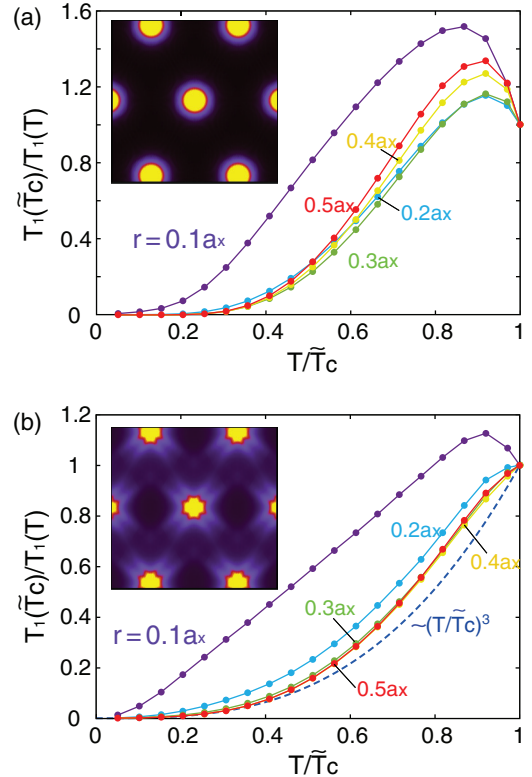 (a)
T₁(T̃c)/T₁(T)
1.6
1.2
0.8
0.4
0
r = 0.1ax
0.4ax
0.5ax
0.2ax
0.3ax
0 0.2 0.4 0.6 0.8 1
T/T̃c
(b)
T₁(T̃c)/T₁(T)
1.2
1
0.8
0.6
0.4
0.2
0
r = 0.1ax
0.2ax
0.4ax
0.3ax
~(T/T̃c)³
0.5ax
0 0.2 0.4 0.6 0.8 1
T/T̃c